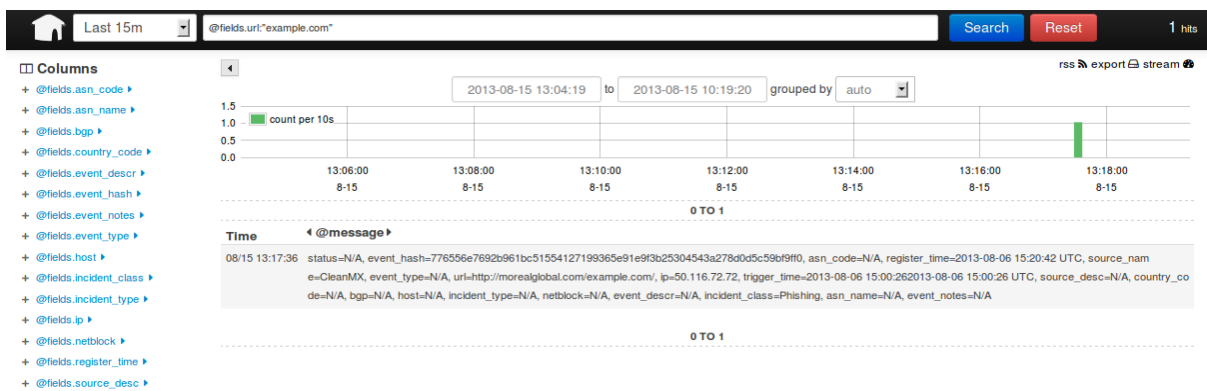 Last 15m
@fields.url:"example.com"
Search
Reset
1 hits
Columns
@fields.asn_code
@fields.asn_name
@fields.bgp
@fields.country_code
@fields.event_descr
@fields.event_hash
@fields.event_notes
@fields.event_type
@fields.host
@fields.incident_class
@fields.incident_type
@fields.ip
@fields.netblock
@fields.register_time
@fields.source_desc
rss export stream
2013-08-15 13:04:19 to 2013-08-15 10:19:20 grouped by auto
1.5
1.0
0.5
0.0
count per 10s
13:06:00 13:08:00 13:10:00 13:12:00 13:14:00 13:16:00 13:18:00
8-15 8-15 8-15 8-15 8-15 8-15 8-15
0 TO 1
Time @message
08/15 13:17:36 status=N/A, event_hash=776556e7692b961bc51554127199365e91e9f3b25304543a278d0d5c59bf9ff0, asn_code=N/A, register_time=2013-08-06 15:20:42 UTC, source_nam
e=CleanMX, event_type=N/A, url=http://morealglobal.com/example.com/, ip=50.116.72.72, trigger_time=2013-08-06 15:00:262013-08-06 15:00:26 UTC, source_desc=N/A, country_co
de=N/A, bgp=N/A, host=N/A, incident_type=N/A, netblock=N/A, event_descr=N/A, incident_class=Phishing, asn_name=N/A, event_notes=N/A
0 TO 1